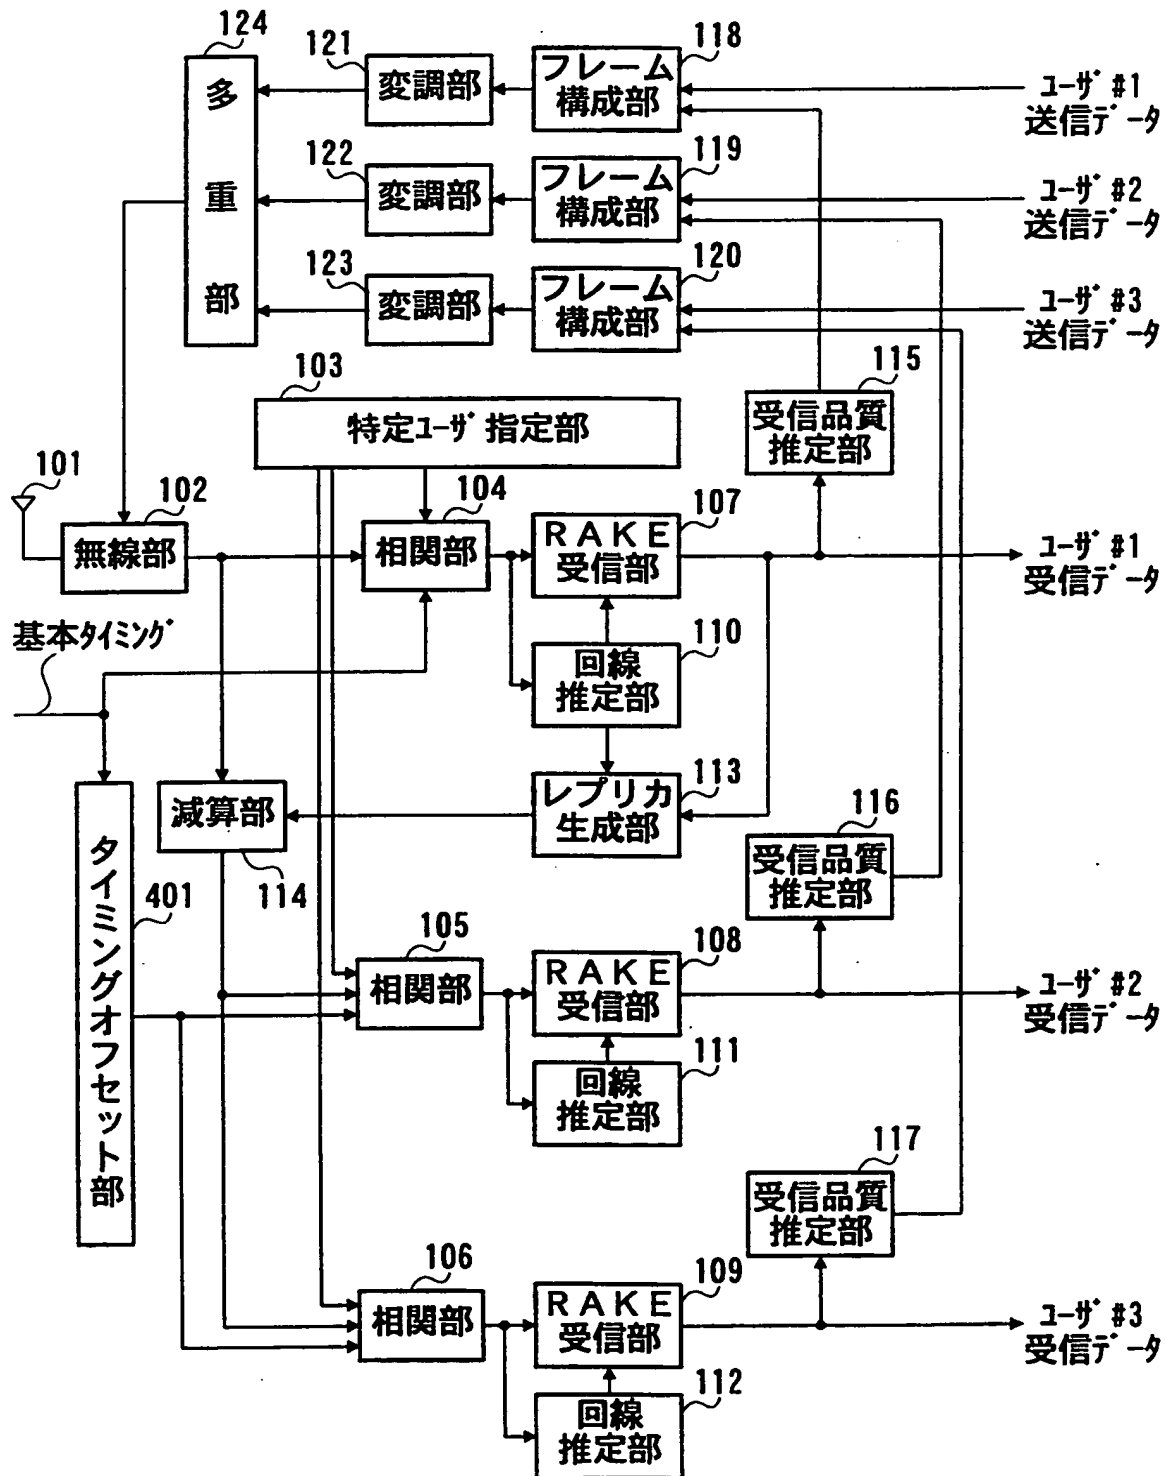 124
多重部
121
変調部
118
フレーム
構成部
ユーザ #1
送信データ
122
変調部
119
フレーム
構成部
ユーザ #2
送信データ
123
変調部
120
フレーム
構成部
ユーザ #3
送信データ
103
特定ユーザ指定部
115
受信品質
推定部
101
102
無線部
104
相関部
107
RAKE
受信部
ユーザ #1
受信データ
基本タイミング
110
回線
推定部
113
レプリカ
生成部
減算部
114
116
受信品質
推定部
タイミングオフセット部
401
105
相関部
108
RAKE
受信部
ユーザ #2
受信データ
111
回線
推定部
117
受信品質
推定部
106
相関部
109
RAKE
受信部
ユーザ #3
受信データ
112
回線
推定部